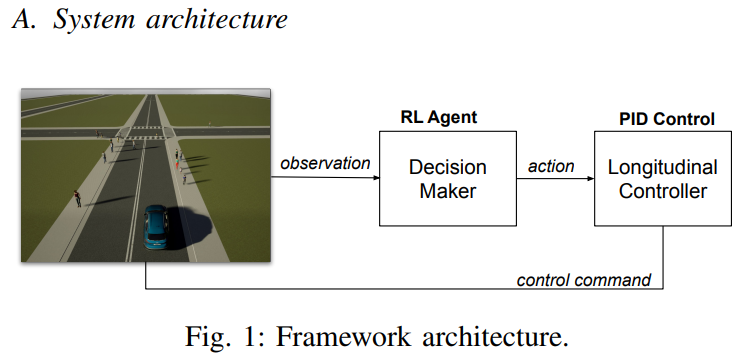 A. System architecture
RL Agent
PID Control
observation
Decision
Maker
action
Longitudinal
Controller
control command
Fig. 1: Framework architecture.